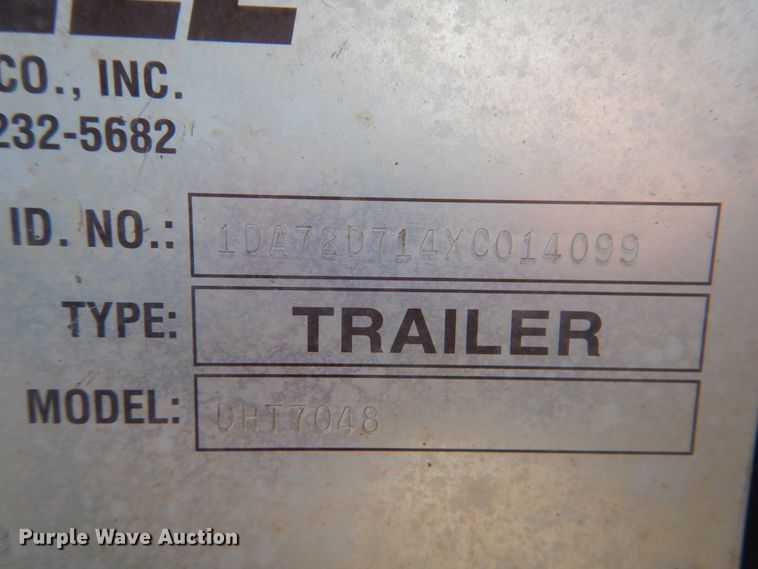 CO., INC.
232-5682
ID. NO.: 1DA72D714XC014099
TYPE: TRAILER
MODEL: DHT7048
Purple Wave Auction